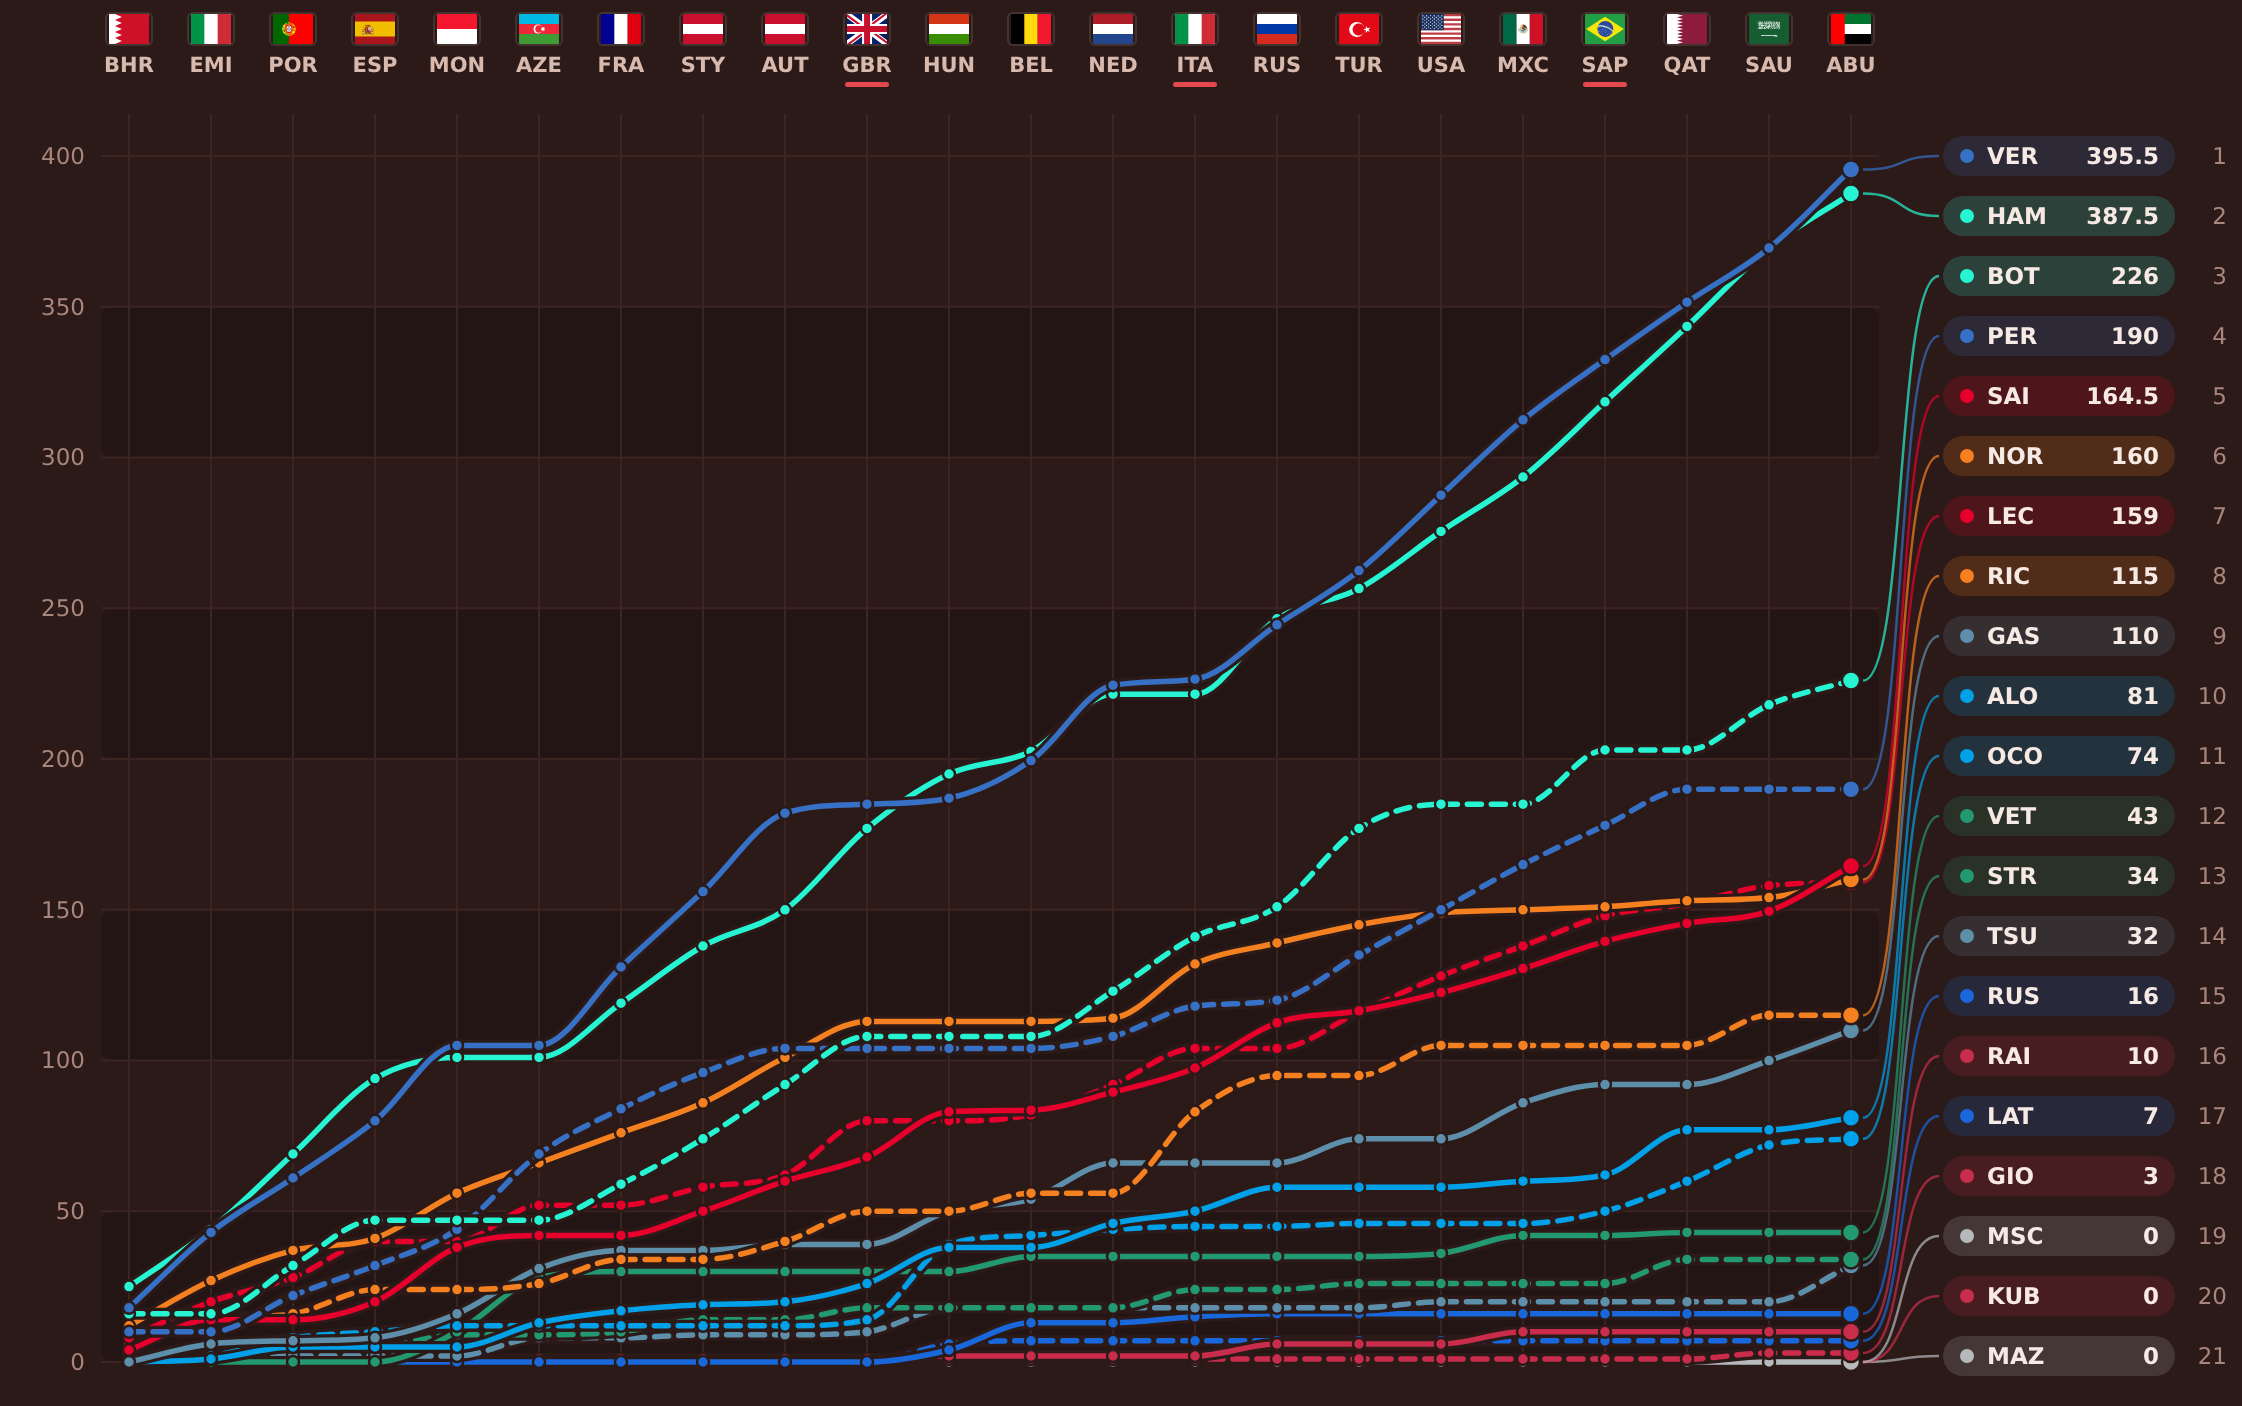 BHR EMI POR ESP MON AZE FRA STY AUT GBR HUN BEL NED ITA RUS TUR USA MXC SAP QAT SAU ABU
400
350
300
250
200
150
100
50
0
VER 395.5 1
HAM 387.5 2
BOT 226 3
PER 190 4
SAI 164.5 5
NOR 160 6
LEC 159 7
RIC 115 8
GAS 110 9
ALO 81 10
OCO 74 11
VET 43 12
STR 34 13
TSU 32 14
RUS 16 15
RAI 10 16
LAT 7 17
GIO 3 18
MSC 0 19
KUB 0 20
MAZ 0 21